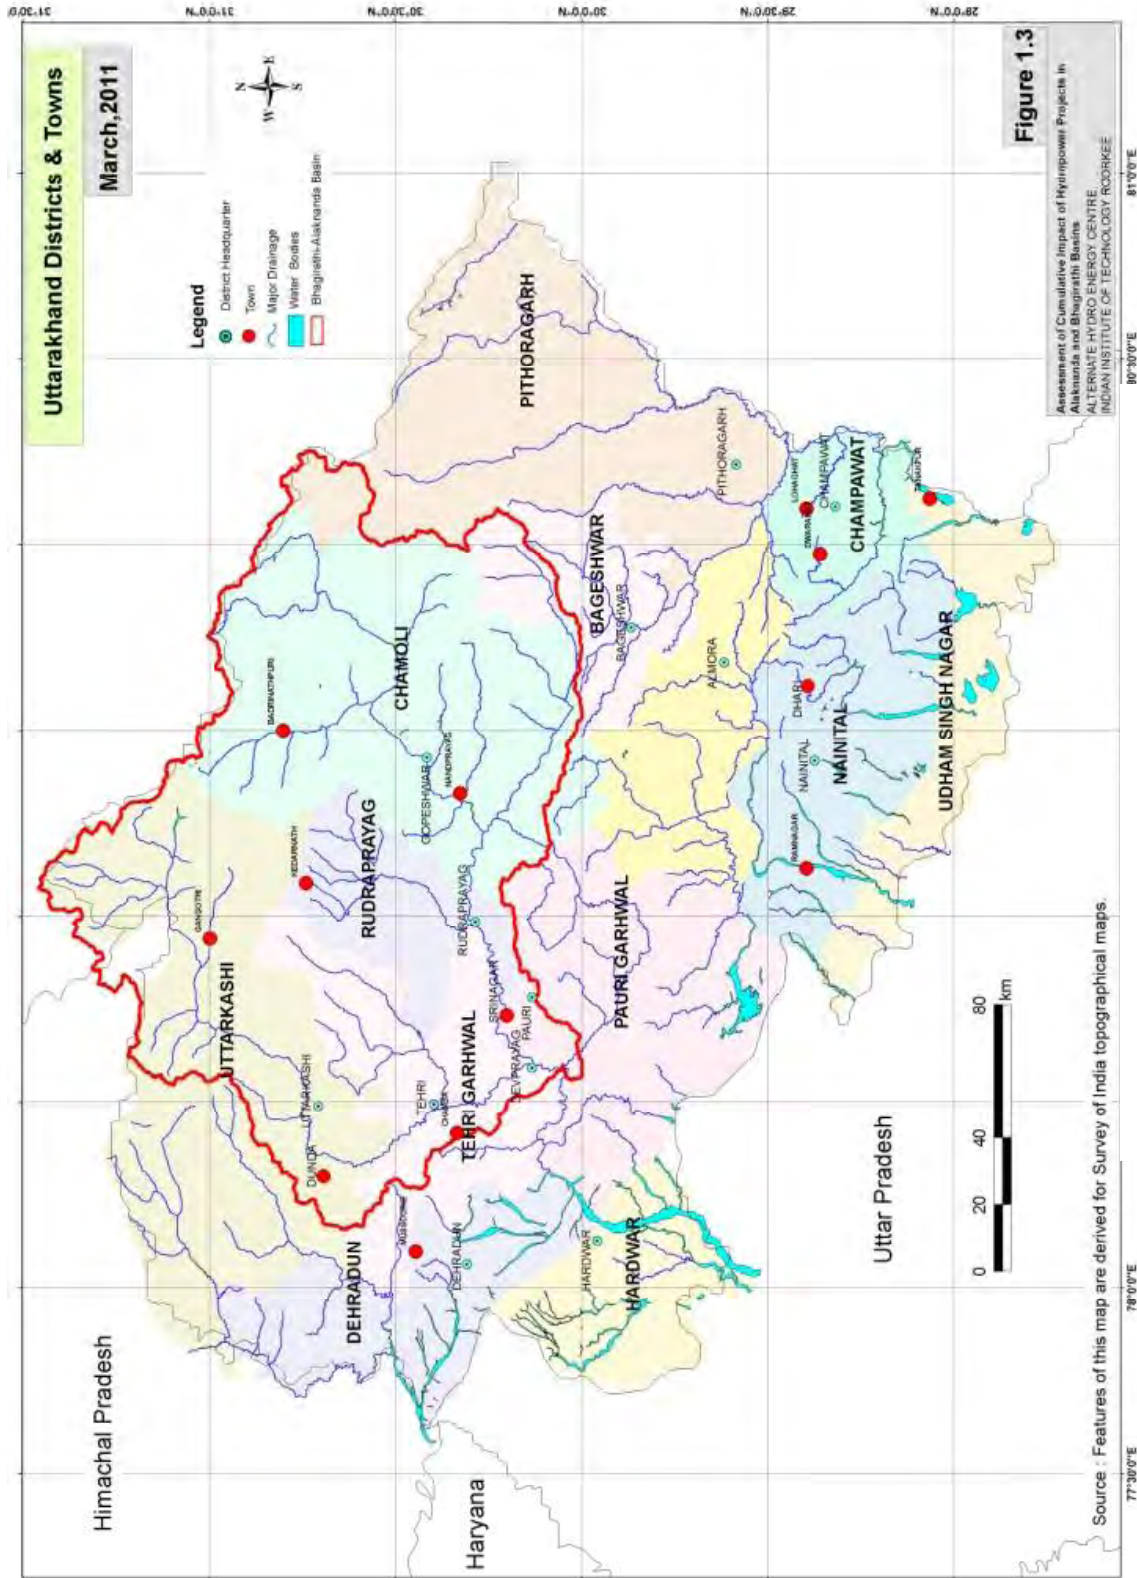 Uttarakhand Districts & Towns
March,2011
N
W
E
S
Legend
District Headquarter
Town
Major Drainage
Water Bodies
Bhagirathi-Alaknanda Basin
31°0'0"N
30°30'0"N
30°0'0"N
29°30'0"N
29°0'0"N
Himachal Pradesh
Haryana
Uttar Pradesh
UTTARKASHI
GANGOTRI
UTTARKASHI
DUNDA
DEHRADUN
DEHRADUN
TEHRI GARHWAL
TEHRI
DEVPRAYAG
RUDRAPRAYAG
KEDARNATH
RUDRAPRAYAG
SRINAGAR
PAURI
PAURI GARHWAL
CHAMOLI
BADRINATHPURI
GOPESHWAR
NANDPRAYAG
BAGESHWAR
BAGESHWAR
PITHORAGARH
PITHORAGARH
ALMORA
CHAMPAWAT
CHAMPAWAT
LOHAGHAT
NAINITAL
NAINITAL
DHARI
RAMNAGAR
UDHAM SINGH NAGAR
HARDWAR
HARDWAR
0 20 40 80
km
77°30'0"E
78°0'0"E
80°30'0"E
81°0'0"E
Source : Features of this map are derived for Survey of India topographical maps.
Figure 1.3
Assessment of Cumulative Impact of Hydropower Projects in
Alaknanda and Bhagirathi Basins
ALTERNATE HYDRO ENERGY CENTRE
INDIAN INSTITUTE OF TECHNOLOGY ROORKEE